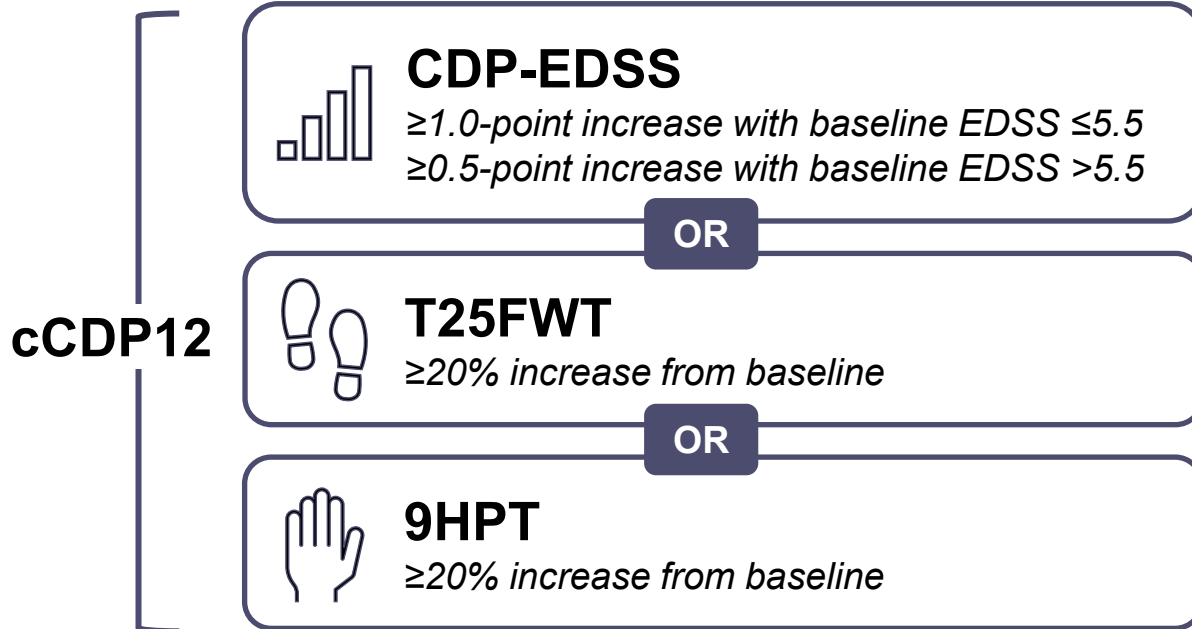 cCDP12
CDP-EDSS
≥1.0-point increase with baseline EDSS ≤5.5
≥0.5-point increase with baseline EDSS >5.5
OR
T25FWT
≥20% increase from baseline
OR
9HPT
≥20% increase from baseline